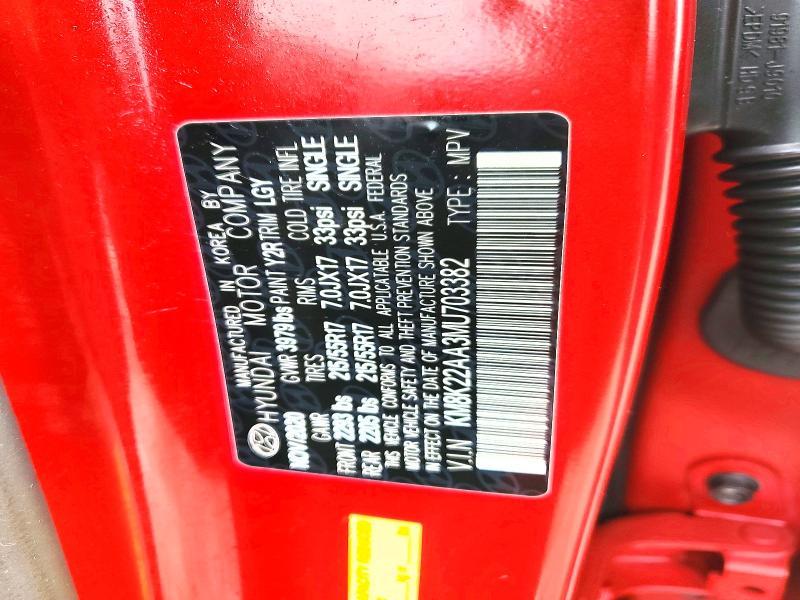 MANUFACTURED IN KOREA BY
HYUNDAI MOTOR COMPANY
NOV/2020 GVWR 3979 lbs PAINT Y2R TRIM LGY
GAWR TIRES RIMS COLD TIRE INFL
FRONT 2293 lbs 215/55R17 7.0JX17 33psi SINGLE
REAR 2205 lbs 215/55R17 7.0JX17 33psi SINGLE
THIS VEHICLE CONFORMS TO ALL APPLICABLE U.S.A. FEDERAL
MOTOR VEHICLE SAFETY AND THEFT PREVENTION STANDARDS
IN EFFECT ON THE DATE OF MANUFACTURE SHOWN ABOVE
V.I.N KM8K22AA3MU703382 TYPE : MPV